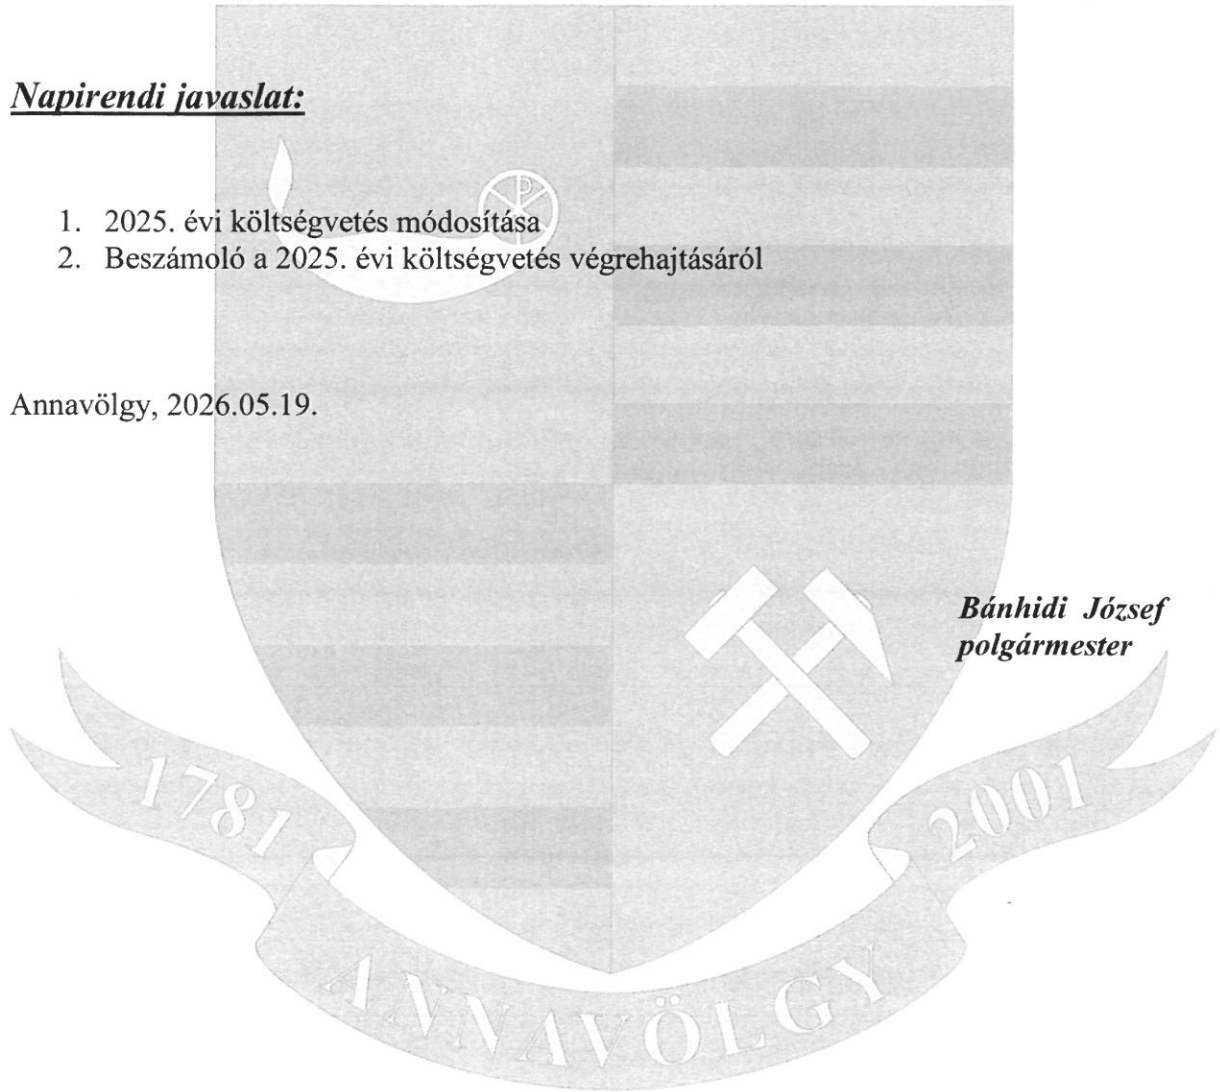 Napirendi javaslat:
1. 2025. évi költségvetés módosítása
2. Beszámoló a 2025. évi költségvetés végrehajtásáról
Annavölgy, 2026.05.19.
Bánhidi József
polgármester
1781
2001
ANNAVÖLGY